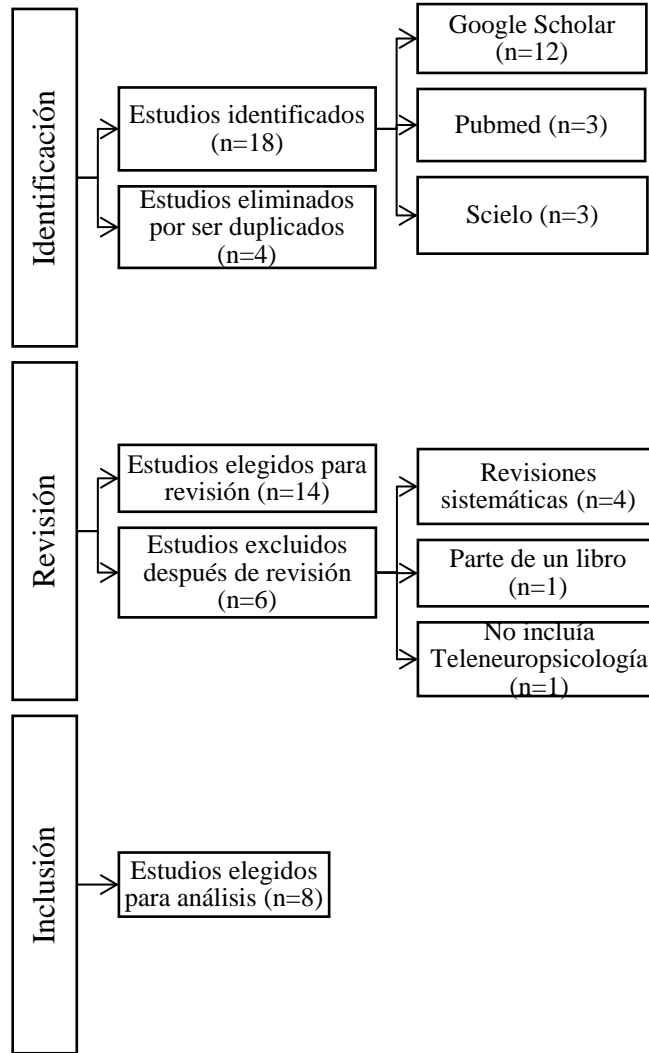 Identificación
Estudios identificados
(n=18)
Google Scholar
(n=12)
Pubmed (n=3)
Scielo (n=3)
Estudios eliminados
por ser duplicados
(n=4)
Revisión
Estudios elegidos para
revisión (n=14)
Estudios excluidos
después de revisión
(n=6)
Revisiones
sistemáticas (n=4)
Parte de un libro
(n=1)
No incluía
Teleneuropsicología
(n=1)
Inclusión
Estudios elegidos
para análisis (n=8)